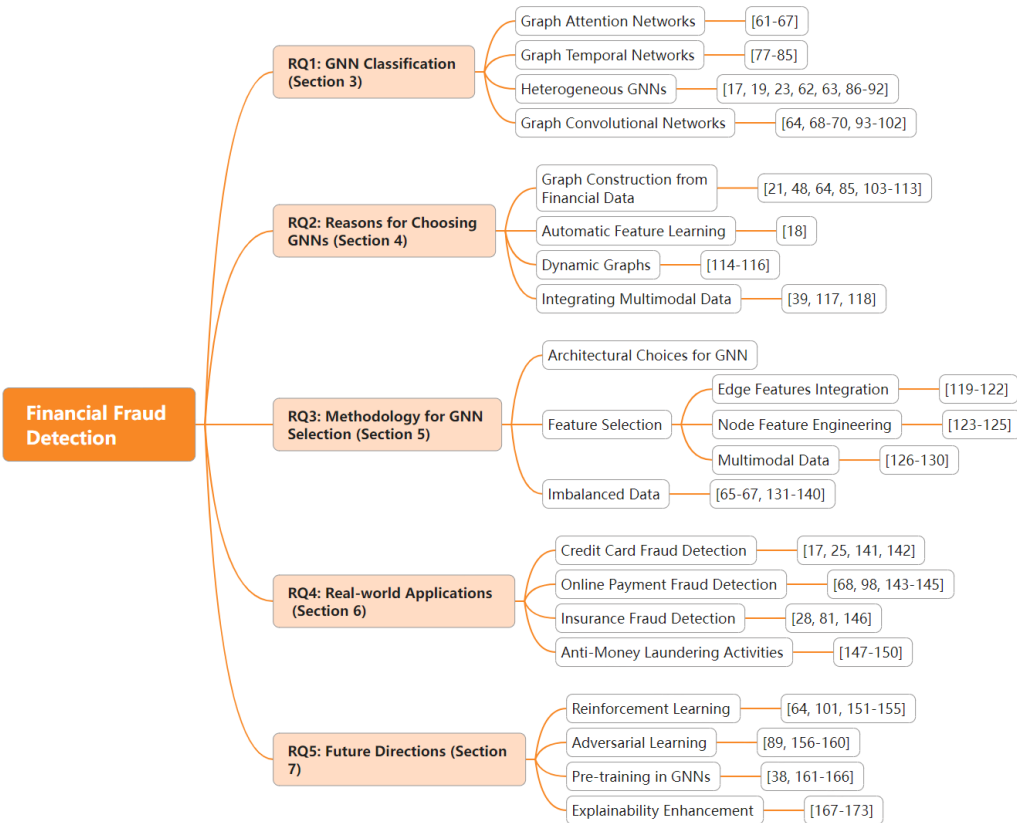 Financial Fraud
Detection
RQ1: GNN Classification
(Section 3)
Graph Attention Networks
[61-67]
Graph Temporal Networks
[77-85]
Heterogeneous GNNs
[17, 19, 23, 62, 63, 86-92]
Graph Convolutional Networks
[64, 68-70, 93-102]
RQ2: Reasons for Choosing
GNNs (Section 4)
Graph Construction from
Financial Data
[21, 48, 64, 85, 103-113]
Automatic Feature Learning
[18]
Dynamic Graphs
[114-116]
Integrating Multimodal Data
[39, 117, 118]
RQ3: Methodology for GNN
Selection (Section 5)
Architectural Choices for GNN
Feature Selection
Edge Features Integration
[119-122]
Node Feature Engineering
[123-125]
Multimodal Data
[126-130]
Imbalanced Data
[65-67, 131-140]
RQ4: Real-world Applications
(Section 6)
Credit Card Fraud Detection
[17, 25, 141, 142]
Online Payment Fraud Detection
[68, 98, 143-145]
Insurance Fraud Detection
[28, 81, 146]
Anti-Money Laundering Activities
[147-150]
RQ5: Future Directions (Section
7)
Reinforcement Learning
[64, 101, 151-155]
Adversarial Learning
[89, 156-160]
Pre-training in GNNs
[38, 161-166]
Explainability Enhancement
[167-173]